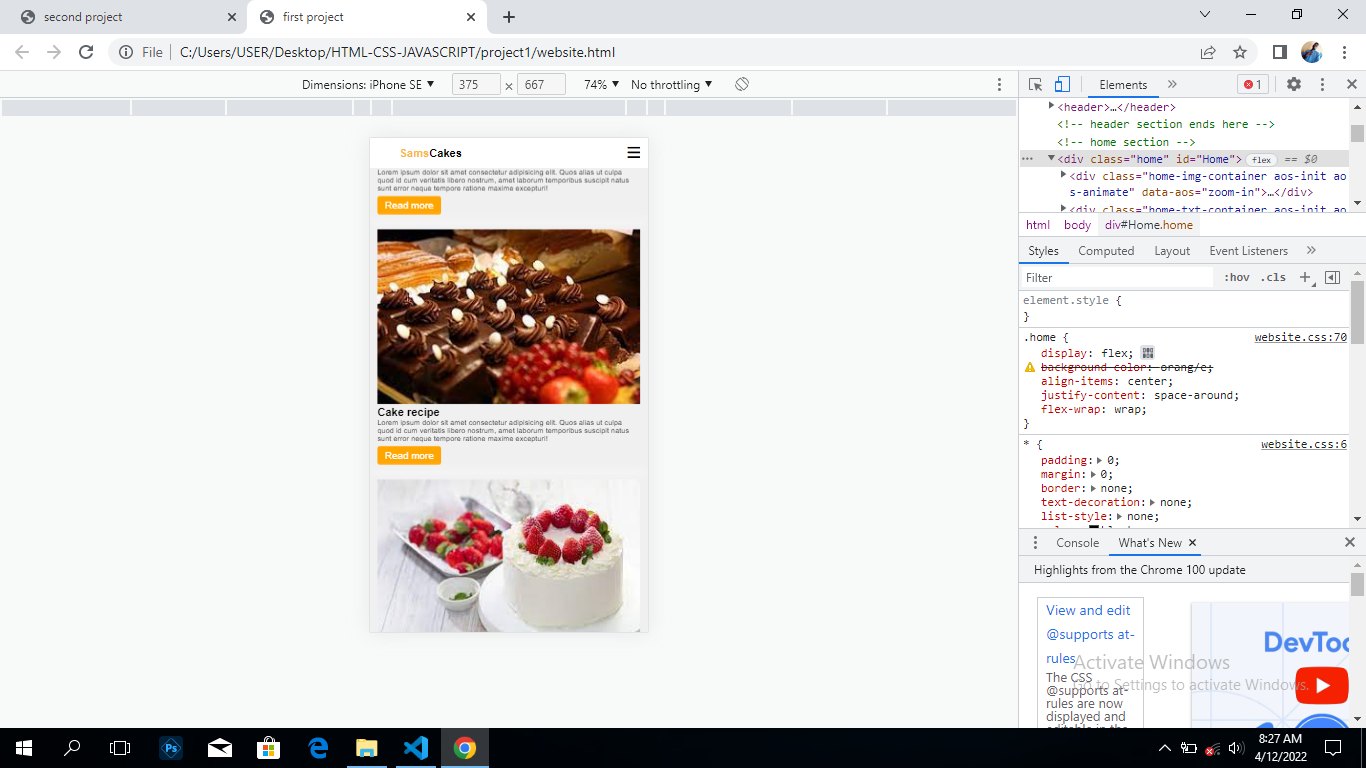 second project
first project
File
C:/Users/USER/Desktop/HTML-CSS-JAVASCRIPT/project1/website.html
Dimensions: iPhone SE
375 × 667
74%
No throttling
Elements
1
<header>…</header>
<!-- header section ends here -->
<!-- home section -->
<div class="home" id="Home"> flex == $0
<div class="home-img-container aos-init ao
s-animate" data-aos="zoom-in">…</div>
<div class="home-txt-container aos-init ao
html body div#Home.home
Styles Computed Layout Event Listeners
Filter
:hov .cls
element.style {
}
.home {
website.css:70
display: flex;
background-color: orang/e;
align-items: center;
justify-content: space-around;
flex-wrap: wrap;
}
* {
website.css:6
padding: 0;
margin: 0;
border: none;
text-decoration: none;
list-style: none;
Console What's New
Highlights from the Chrome 100 update
View and edit
@supports at-
rules
The CSS
@supports at-
rules are now
displayed and
editable in the
DevToo
Activate Windows
Go to Settings to activate Windows.
SamsCakes
Lorem ipsum dolor sit amet consectetur adipisicing elit. Quos alias ut culpa
quod id cum veritatis libero nostrum, amet laborum temporibus suscipit natus
sunt error neque tempore ratione maxime excepturi!
Read more
Cake recipe
Lorem ipsum dolor sit amet consectetur adipisicing elit. Quos alias ut culpa
quod id cum veritatis libero nostrum, amet laborum temporibus suscipit natus
sunt error neque tempore ratione maxime excepturi!
Read more
Ps
8:27 AM
4/12/2022